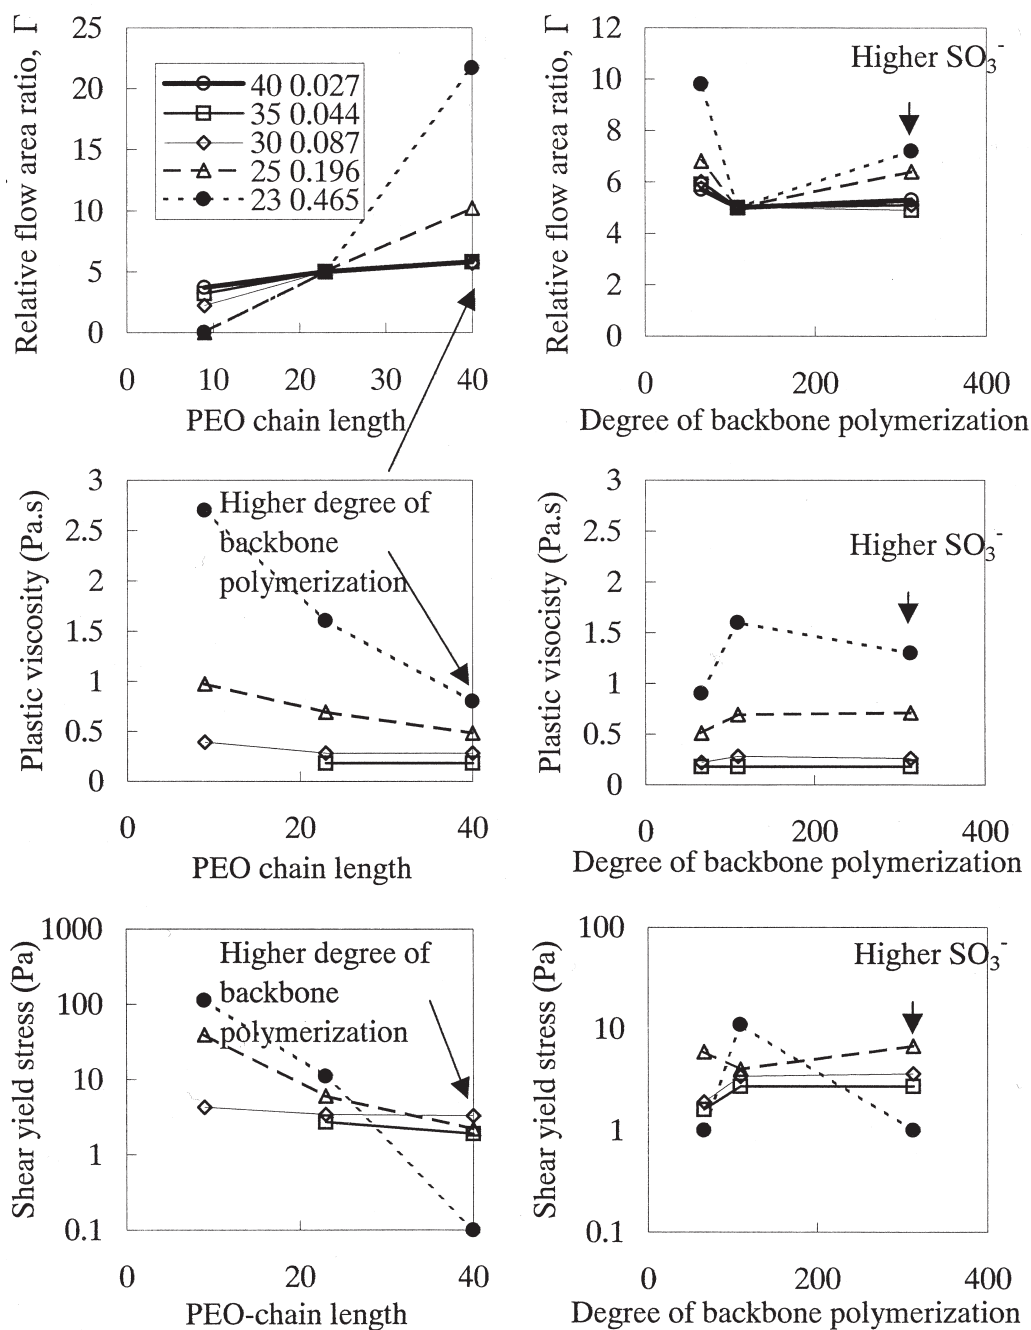 Relative flow area ratio, Γ
25
20
15
10
5
0
40 0.027
35 0.044
30 0.087
25 0.196
23 0.465
0 10 20 30 40
PEO chain length
Relative flow area ratio, Γ
12
10
8
6
4
2
0
Higher SO3-
0 200 400
Degree of backbone polymerization
Plastic viscosity (Pa.s)
3
2.5
2
1.5
1
0.5
0
Higher degree of
backbone
polymerization
0 20 40
PEO chain length
Plastic visocisty (Pa.s)
3
2.5
2
1.5
1
0.5
0
Higher SO3-
0 200 400
Degree of backbone polymerization
Shear yield stress (Pa)
1000
100
10
1
0.1
Higher degree of
backbone
polymerization
0 20 40
PEO-chain length
Shear yield stress (Pa)
100
10
1
0.1
Higher SO3-
0 200 400
Degree of backbone polymerization